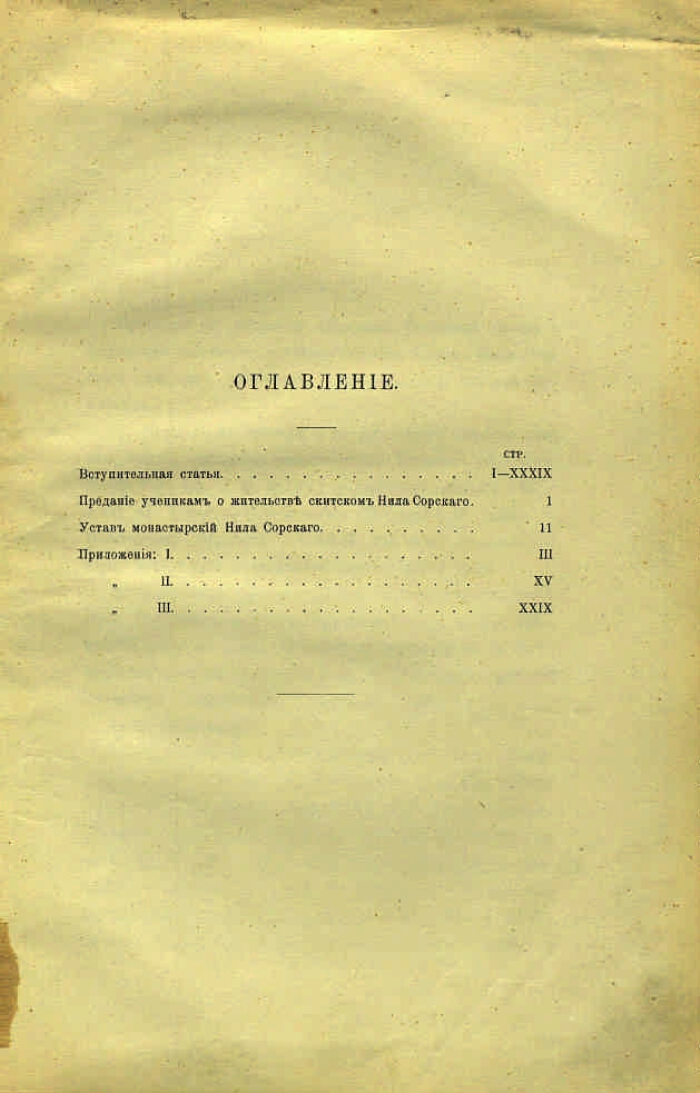 ОГЛАВЛЕНІЕ.
СТР.
Вступительная статья. . . . . . . . . . . . . . . . I—XXXIX
Преданіе ученикамъ о жительствѣ скитскомъ Нила Сорскаго. 1
Уставъ монастырскій Нила Сорскаго. . . . . . . . . . 11
Приложенія: I. . . . . . . . . . . . . . . . . . . III
„ II. . . . . . . . . . . . . . . . . . . XV
„ III. . . . . . . . . . . . . . . . . . . XXIX